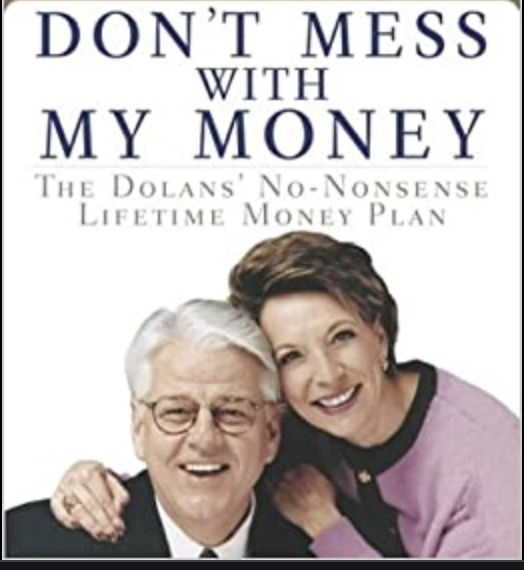 DON'T MESS
WITH
MY MONEY
THE DOLANS' NO-NONSENSE
LIFETIME MONEY PLAN